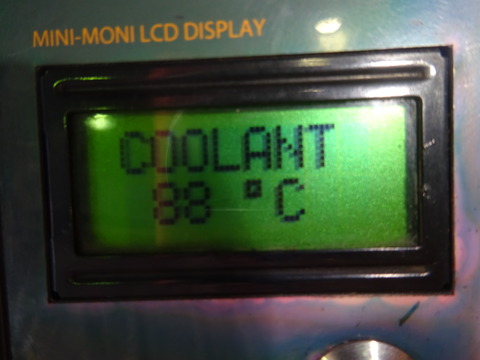 MINI-MONI LCD DISPLAY
COOLANT
88 °C